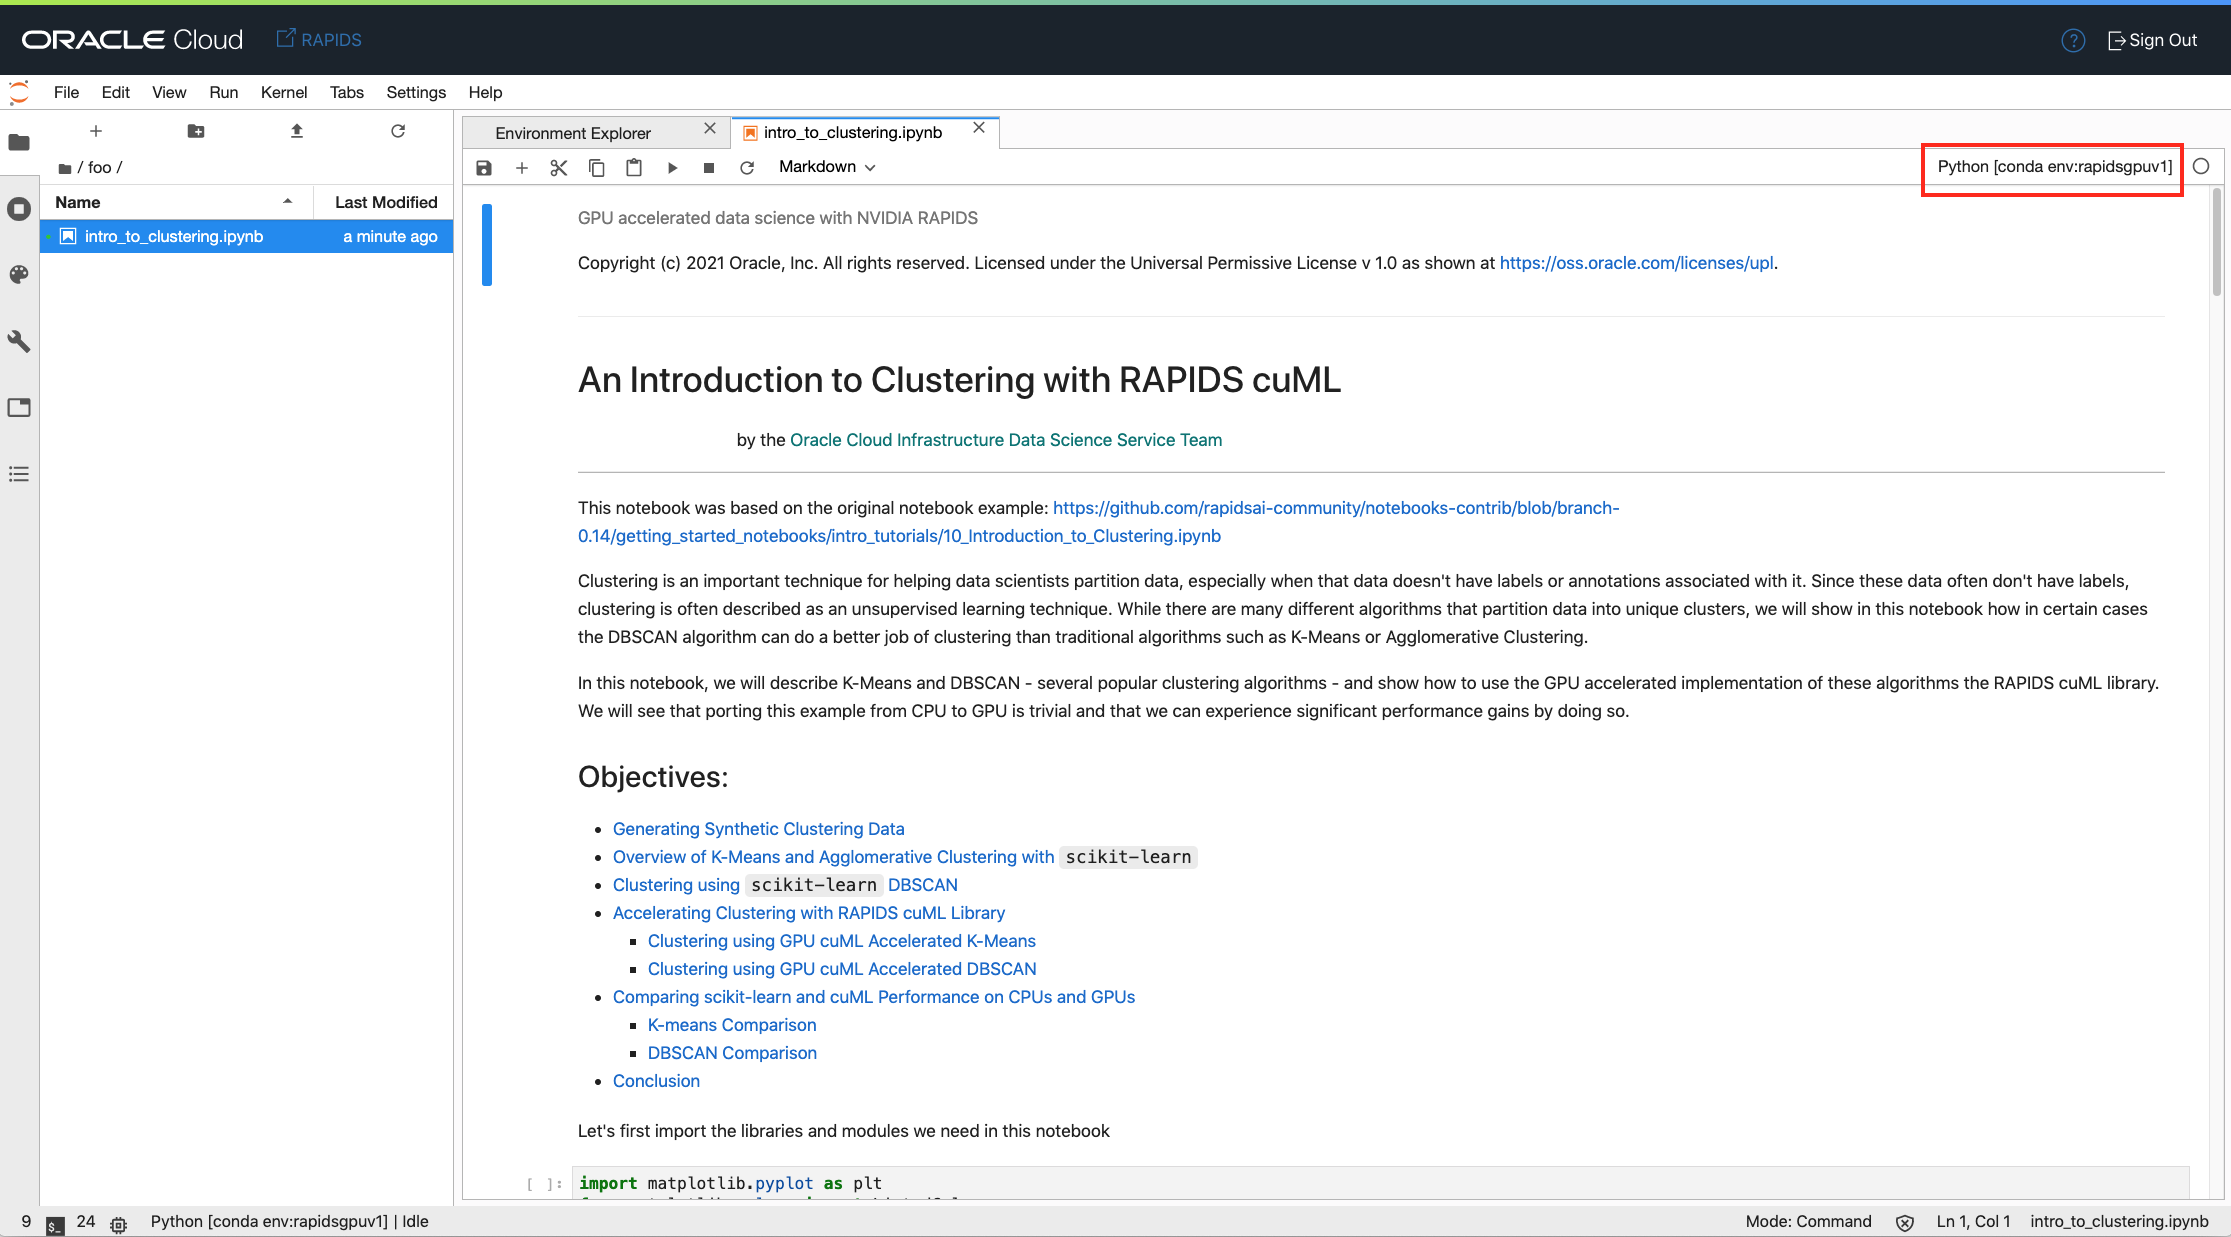 ORACLE Cloud RAPIDS ? Sign Out
File Edit View Run Kernel Tabs Settings Help
/ foo /
Name Last Modified
intro_to_clustering.ipynb a minute ago
Environment Explorer intro_to_clustering.ipynb
Markdown Python [conda env:rapidsgpuv1]
GPU accelerated data science with NVIDIA RAPIDS
Copyright (c) 2021 Oracle, Inc. All rights reserved. Licensed under the Universal Permissive License v 1.0 as shown at https://oss.oracle.com/licenses/upl.
An Introduction to Clustering with RAPIDS cuML
by the Oracle Cloud Infrastructure Data Science Service Team
This notebook was based on the original notebook example: https://github.com/rapidsai-community/notebooks-contrib/blob/branch-
0.14/getting_started_notebooks/intro_tutorials/10_Introduction_to_Clustering.ipynb
Clustering is an important technique for helping data scientists partition data, especially when that data doesn't have labels or annotations associated with it. Since these data often don't have labels,
clustering is often described as an unsupervised learning technique. While there are many different algorithms that partition data into unique clusters, we will show in this notebook how in certain cases
the DBSCAN algorithm can do a better job of clustering than traditional algorithms such as K-Means or Agglomerative Clustering.
In this notebook, we will describe K-Means and DBSCAN - several popular clustering algorithms - and show how to use the GPU accelerated implementation of these algorithms the RAPIDS cuML library.
We will see that porting this example from CPU to GPU is trivial and that we can experience significant performance gains by doing so.
Objectives:
Generating Synthetic Clustering Data
Overview of K-Means and Agglomerative Clustering with scikit-learn
Clustering using scikit-learn DBSCAN
Accelerating Clustering with RAPIDS cuML Library
Clustering using GPU cuML Accelerated K-Means
Clustering using GPU cuML Accelerated DBSCAN
Comparing scikit-learn and cuML Performance on CPUs and GPUs
K-means Comparison
DBSCAN Comparison
Conclusion
Let's first import the libraries and modules we need in this notebook
[ ]: import matplotlib.pyplot as plt
9 $_ 24 Python [conda env:rapidsgpuv1] | Idle Mode: Command Ln 1, Col 1 intro_to_clustering.ipynb